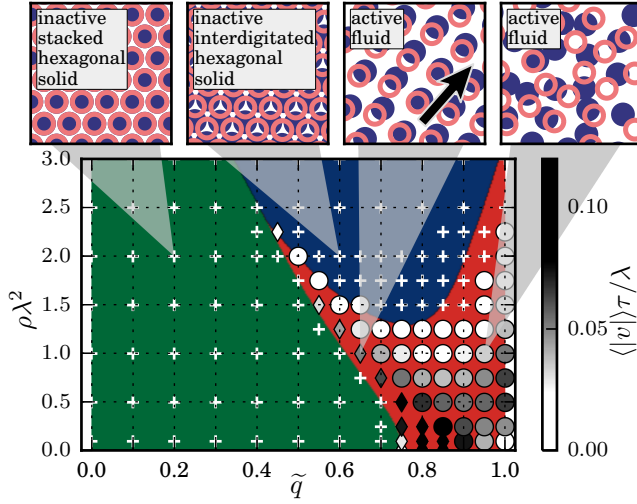 inactive
stacked
hexagonal
solid
inactive
interdigitated
hexagonal
solid
active
fluid
active
fluid
3.0
2.5
2.0
1.5
1.0
0.5
0.0
ρλ²
0.0 0.2 0.4 0.6 0.8 1.0
q̃
0.10
0.05
0.00
⟨|v|⟩τ/λ